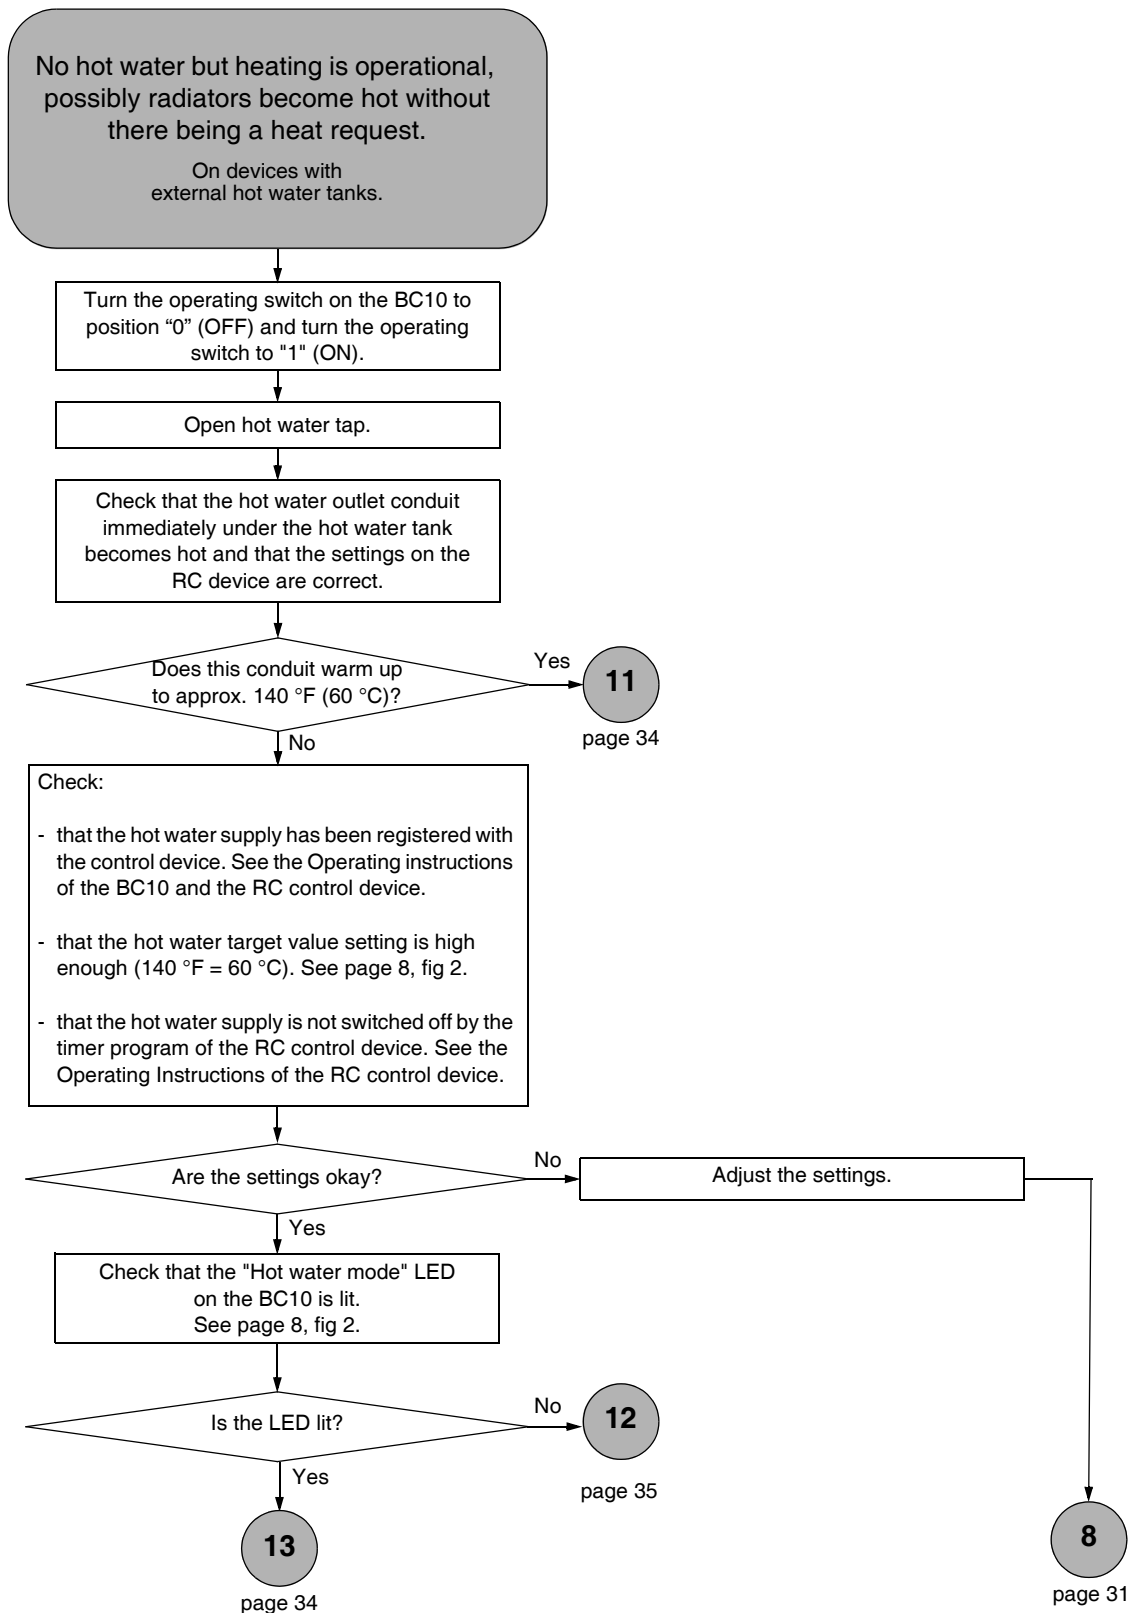 No hot water but heating is operational,
possibly radiators become hot without
there being a heat request.
On devices with
external hot water tanks.
Turn the operating switch on the BC10 to
position “0” (OFF) and turn the operating
switch to "1" (ON).
Open hot water tap.
Check that the hot water outlet conduit
immediately under the hot water tank
becomes hot and that the settings on the
RC device are correct.
Does this conduit warm up
to approx. 140 °F (60 °C)?
Yes
11
page 34
No
Check:
- that the hot water supply has been registered with
the control device. See the Operating instructions
of the BC10 and the RC control device.
- that the hot water target value setting is high
enough (140 °F = 60 °C). See page 8, fig 2.
- that the hot water supply is not switched off by the
timer program of the RC control device. See the
Operating Instructions of the RC control device.
Are the settings okay?
No
Adjust the settings.
Yes
Check that the "Hot water mode" LED
on the BC10 is lit.
See page 8, fig 2.
Is the LED lit?
No
12
page 35
Yes
13
page 34
8
page 31